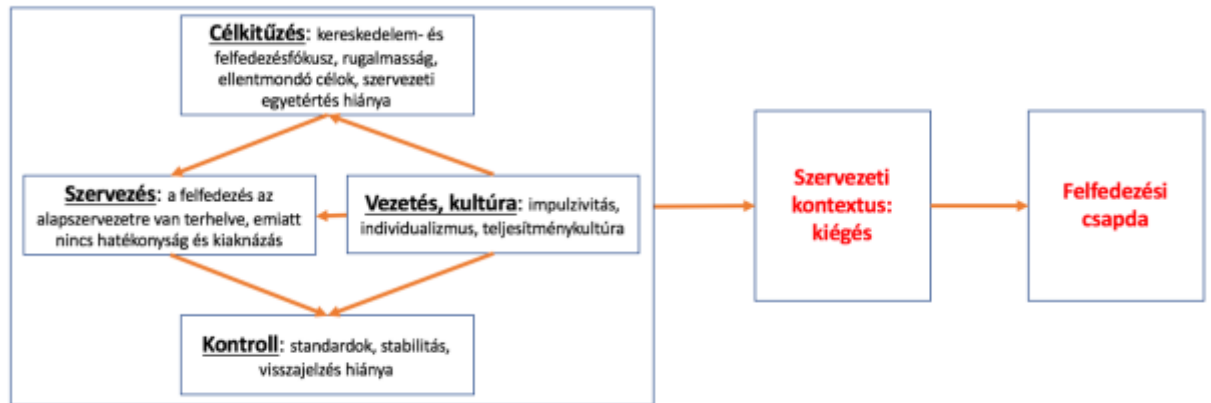 Célkitűzés: kereskedelem- és
felfedezésfókusz, rugalmasság,
ellentmondó célok, szervezeti
egyetértés hiánya
Szervezés: a felfedezés az
alapszervezetre van terhelve, emiatt
nincs hatékonyság és kiaknázás
Vezetés, kultúra: impulzivitás,
individualizmus, teljesítménykultúra
Kontroll: standardok, stabilitás,
visszajelzés hiánya
Szervezeti
kontextus:
kiégés
Felfedezési
csapda